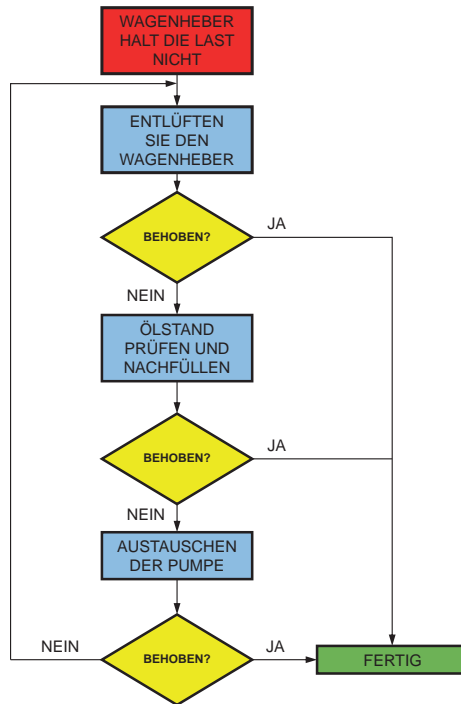 WAGENHEBER
HALT DIE LAST
NICHT
ENTLÜFTEN
SIE DEN
WAGENHEBER
BEHOBEN?
JA
NEIN
ÖLSTAND
PRÜFEN UND
NACHFÜLLEN
BEHOBEN?
JA
NEIN
AUSTAUSCHEN
DER PUMPE
NEIN
BEHOBEN?
JA
FERTIG